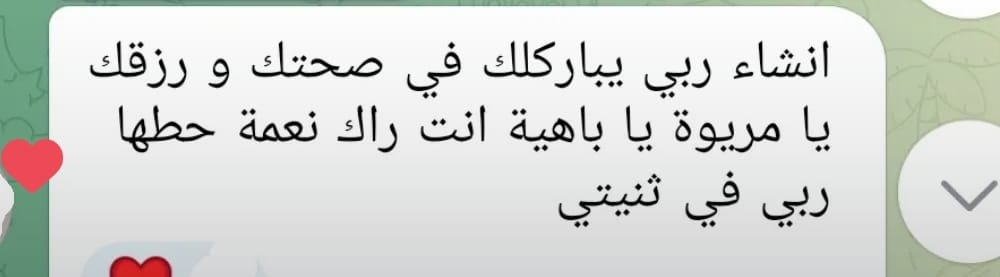 انشاء ربي يباركلك في صحتك و رزقك
يا مريوة يا باهية انت راك نعمة حطها
ربي في ثنيتي